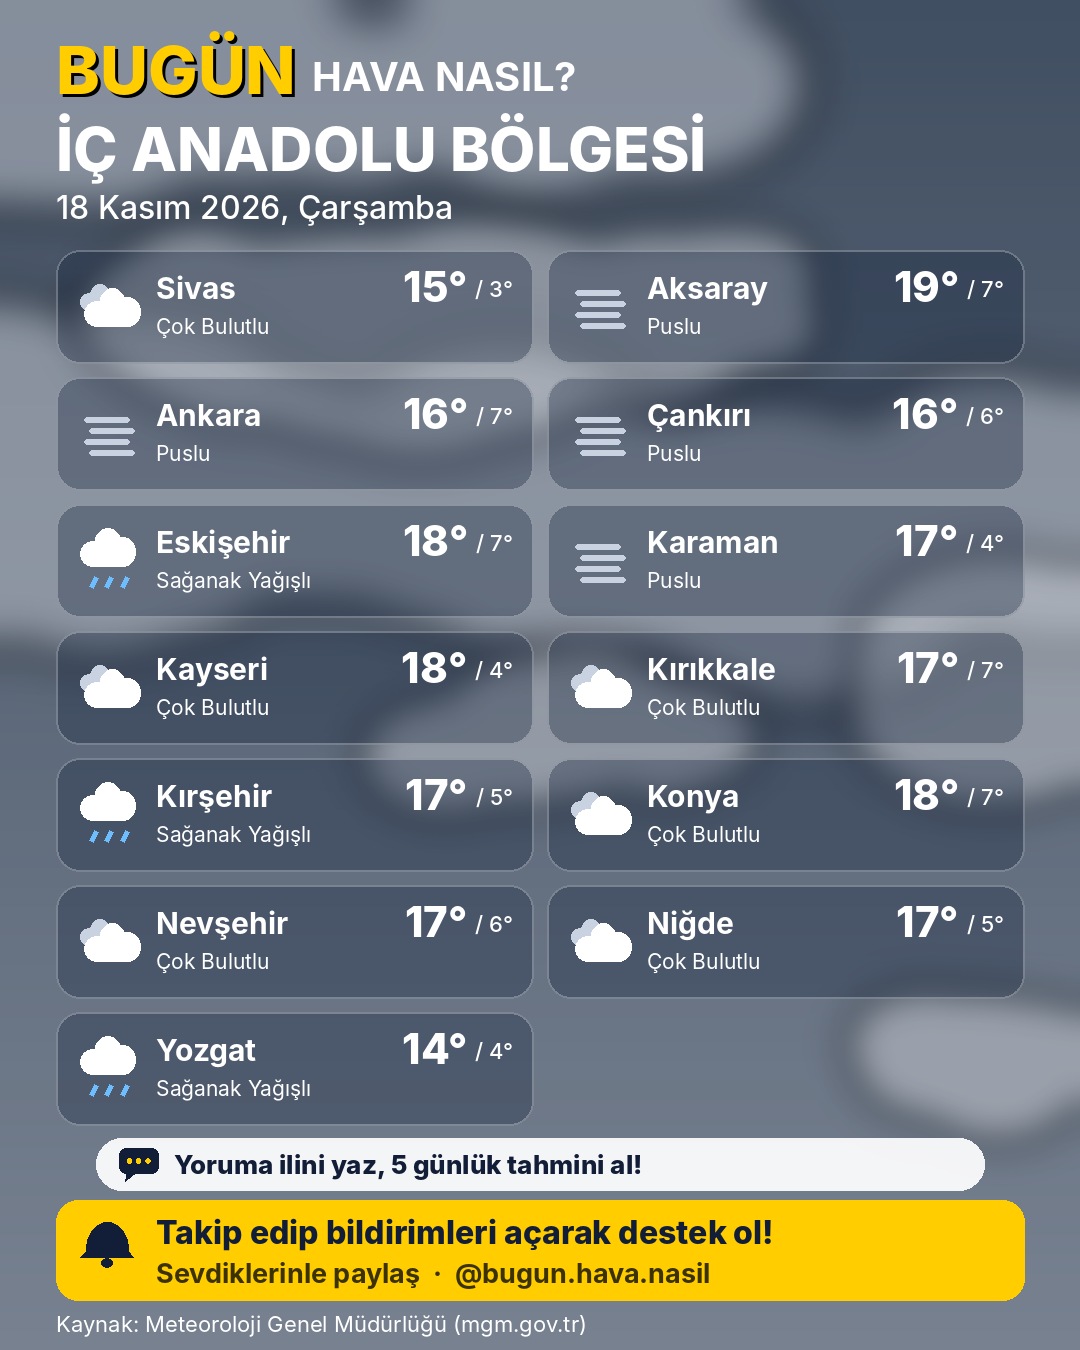 BUGÜN HAVA NASIL?
İÇ ANADOLU BÖLGESİ
18 Kasım 2026, Çarşamba
Sivas 15° / 3°
Çok Bulutlu
Aksaray 19° / 7°
Puslu
Ankara 16° / 7°
Puslu
Çankırı 16° / 6°
Puslu
Eskişehir 18° / 7°
Sağanak Yağışlı
Karaman 17° / 4°
Puslu
Kayseri 18° / 4°
Çok Bulutlu
Kırıkkale 17° / 7°
Çok Bulutlu
Kırşehir 17° / 5°
Sağanak Yağışlı
Konya 18° / 7°
Çok Bulutlu
Nevşehir 17° / 6°
Çok Bulutlu
Niğde 17° / 5°
Çok Bulutlu
Yozgat 14° / 4°
Sağanak Yağışlı
Yoruma ilini yaz, 5 günlük tahmini al!
Takip edip bildirimleri açarak destek ol!
Sevdiklerinle paylaş · @bugun.hava.nasil
Kaynak: Meteoroloji Genel Müdürlüğü (mgm.gov.tr)